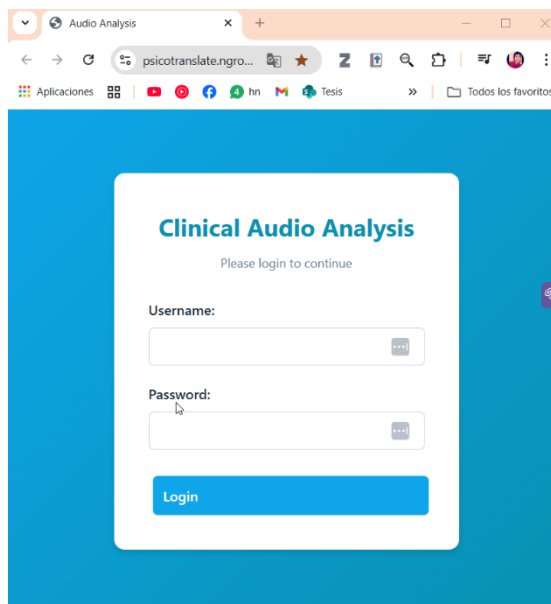 Audio Analysis
psicotranslate.ngro...
Aplicaciones
4 hn
Tesis
Todos los favoritos
Clinical Audio Analysis
Please login to continue
Username:
Password:
Login